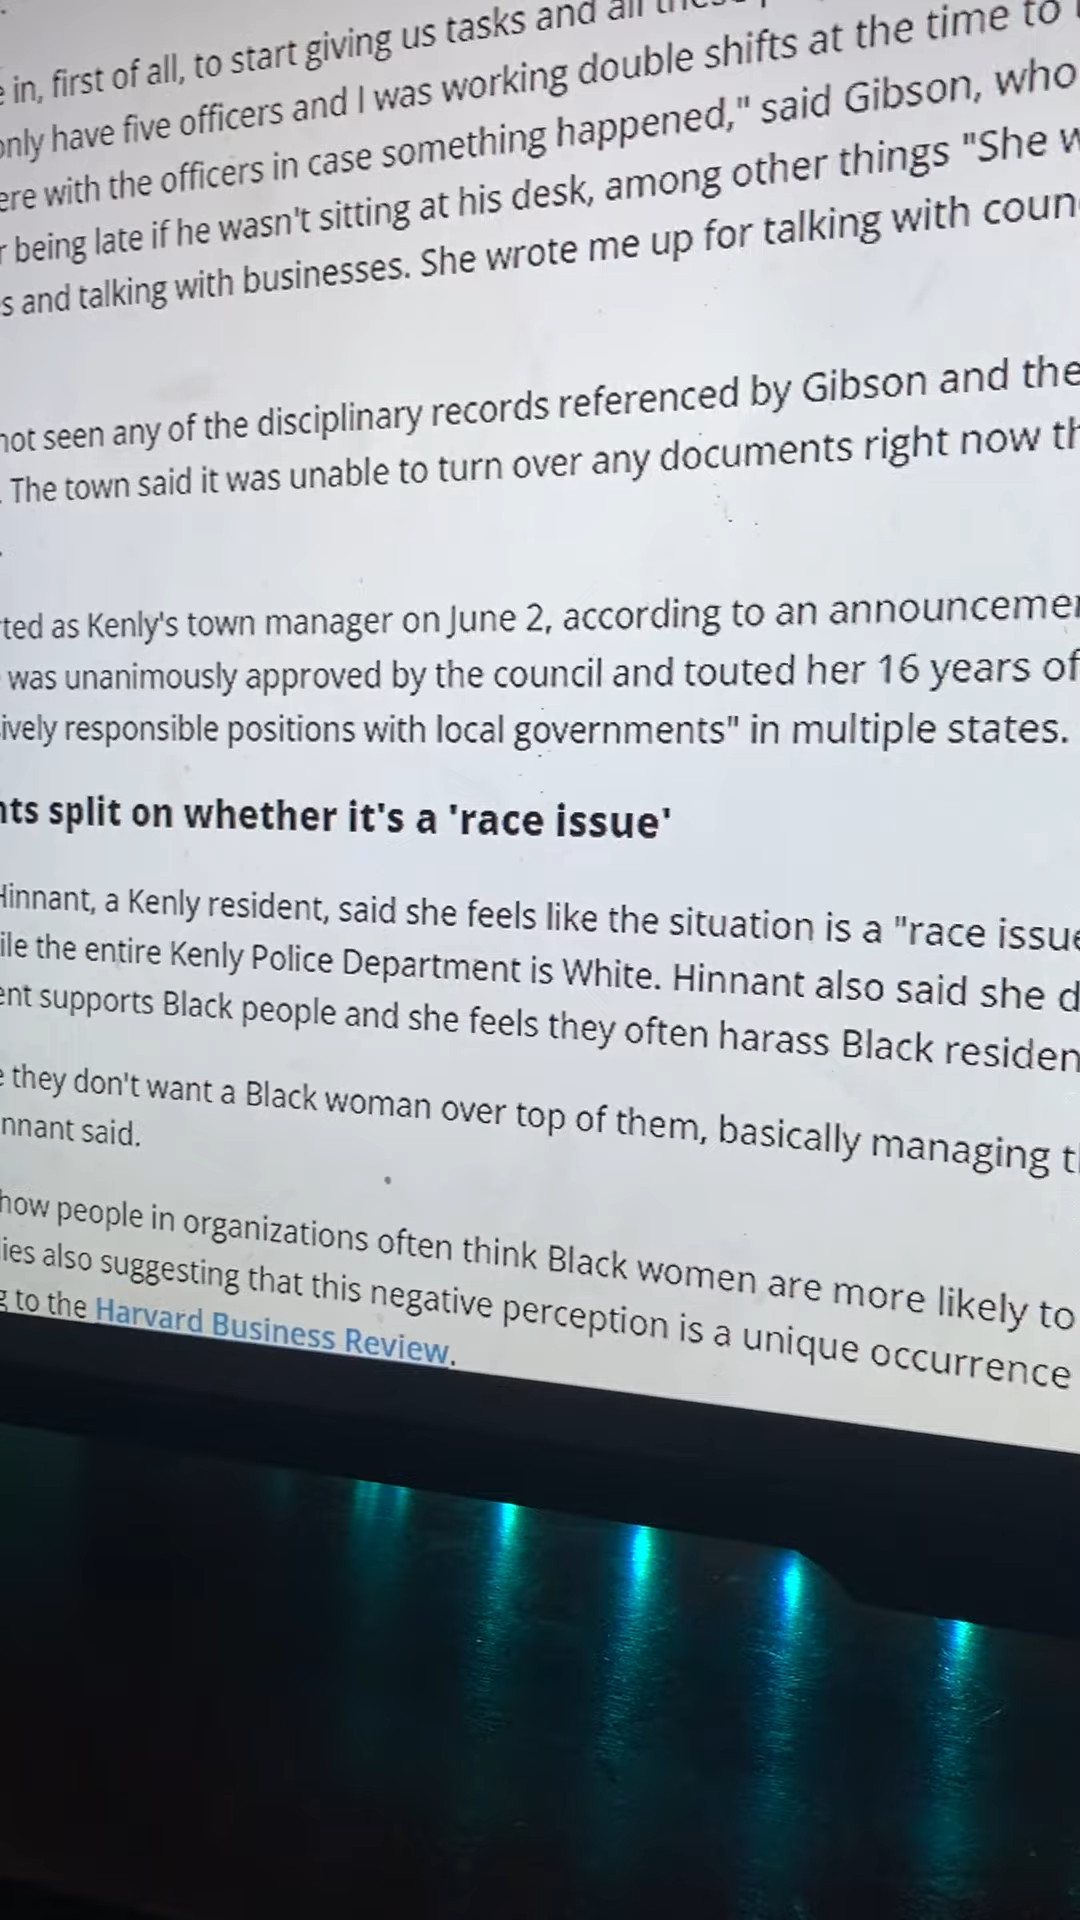 in, first of all, to start giving us tasks and all
only have five officers and I was working double shifts at the time to
ere with the officers in case something happened," said Gibson, who
r being late if he wasn't sitting at his desk, among other things "She w
s and talking with businesses. She wrote me up for talking with coun
not seen any of the disciplinary records referenced by Gibson and the
. The town said it was unable to turn over any documents right now th
ted as Kenly's town manager on June 2, according to an announcemen
was unanimously approved by the council and touted her 16 years of
ively responsible positions with local governments" in multiple states.
nts split on whether it's a 'race issue'
Hinnant, a Kenly resident, said she feels like the situation is a "race issue
ile the entire Kenly Police Department is White. Hinnant also said she d
ent supports Black people and she feels they often harass Black residen
e they don't want a Black woman over top of them, basically managing th
nnant said.
how people in organizations often think Black women are more likely to
ies also suggesting that this negative perception is a unique occurrence
g to the Harvard Business Review.